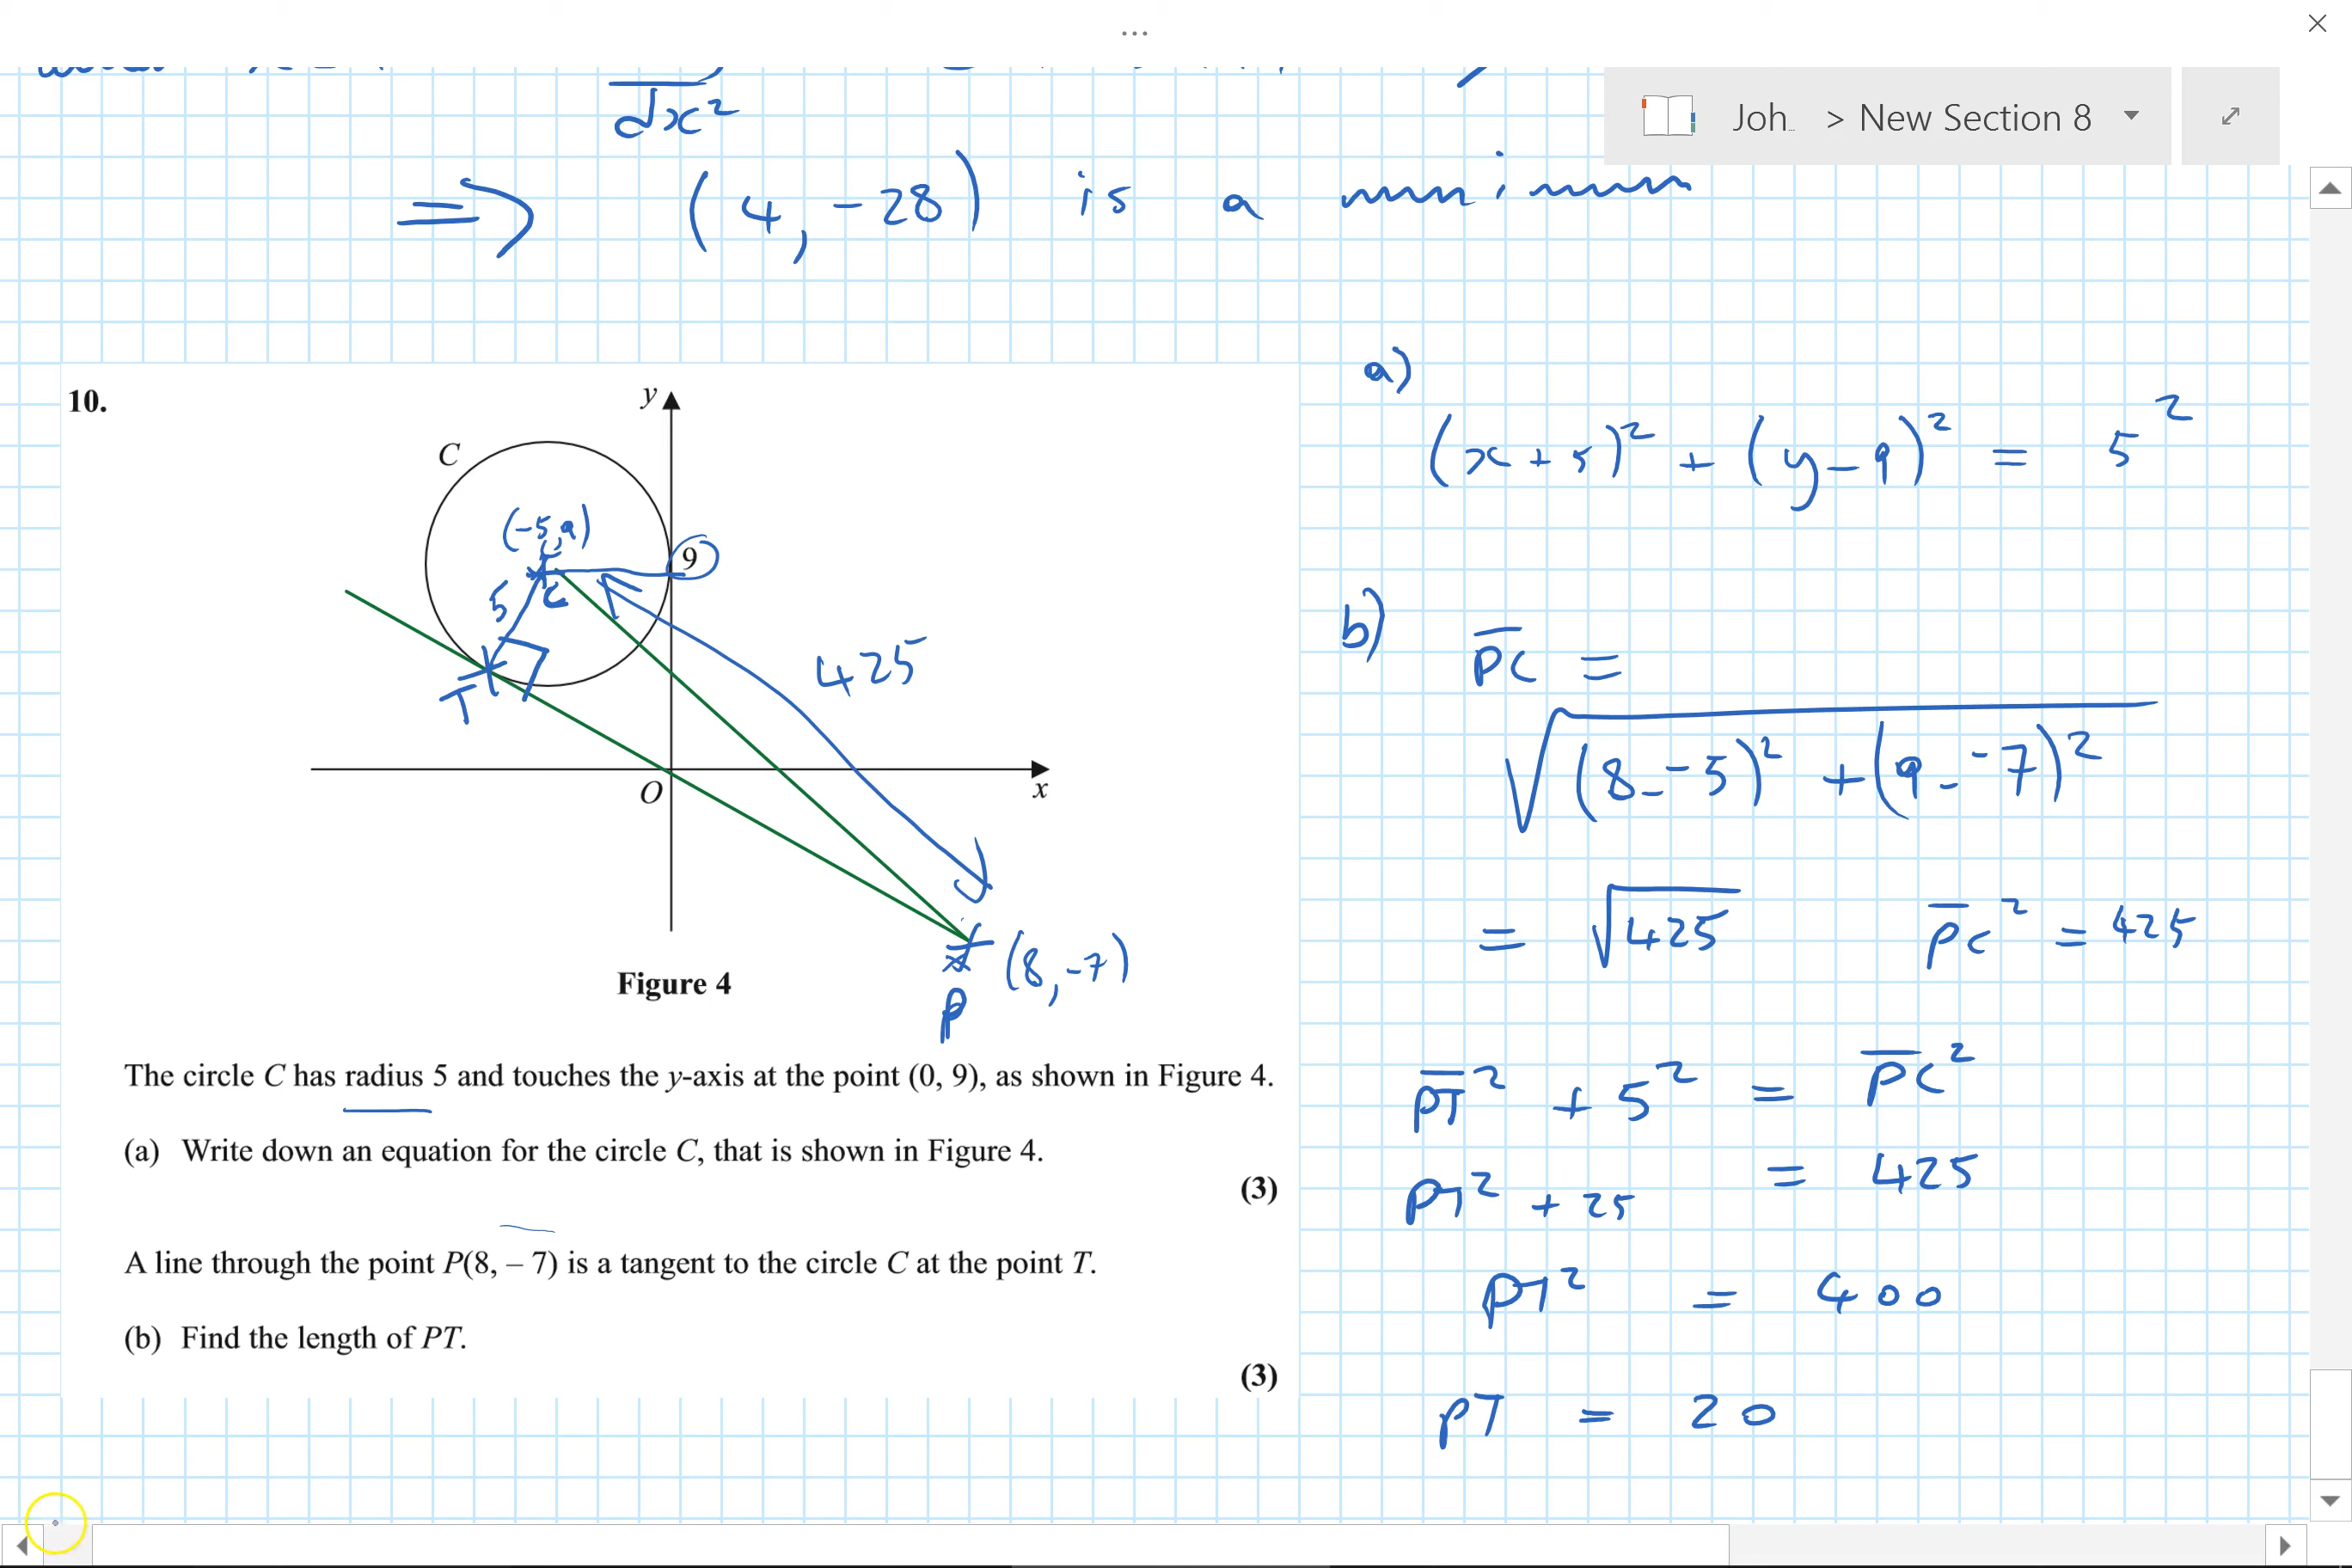 ...
Joh... > New Section 8
dx²
⇒ (4, -28) is a minimum
10.
y
C
(-5, 9)
9
5
C
T
425
O
x
(8, -7)
P
Figure 4
The circle C has radius 5 and touches the y-axis at the point (0, 9), as shown in Figure 4.
(a) Write down an equation for the circle C, that is shown in Figure 4.
(3)
A line through the point P(8, – 7) is a tangent to the circle C at the point T.
(b) Find the length of PT.
(3)
a)
(x + 5)² + (y - 9)² = 5²
b) PC =
√(8 - -5)² + (9 - -7)²
= √425 PC² = 425
PT² + 5² = PC²
PT² + 25 = 425
PT² = 400
PT = 20